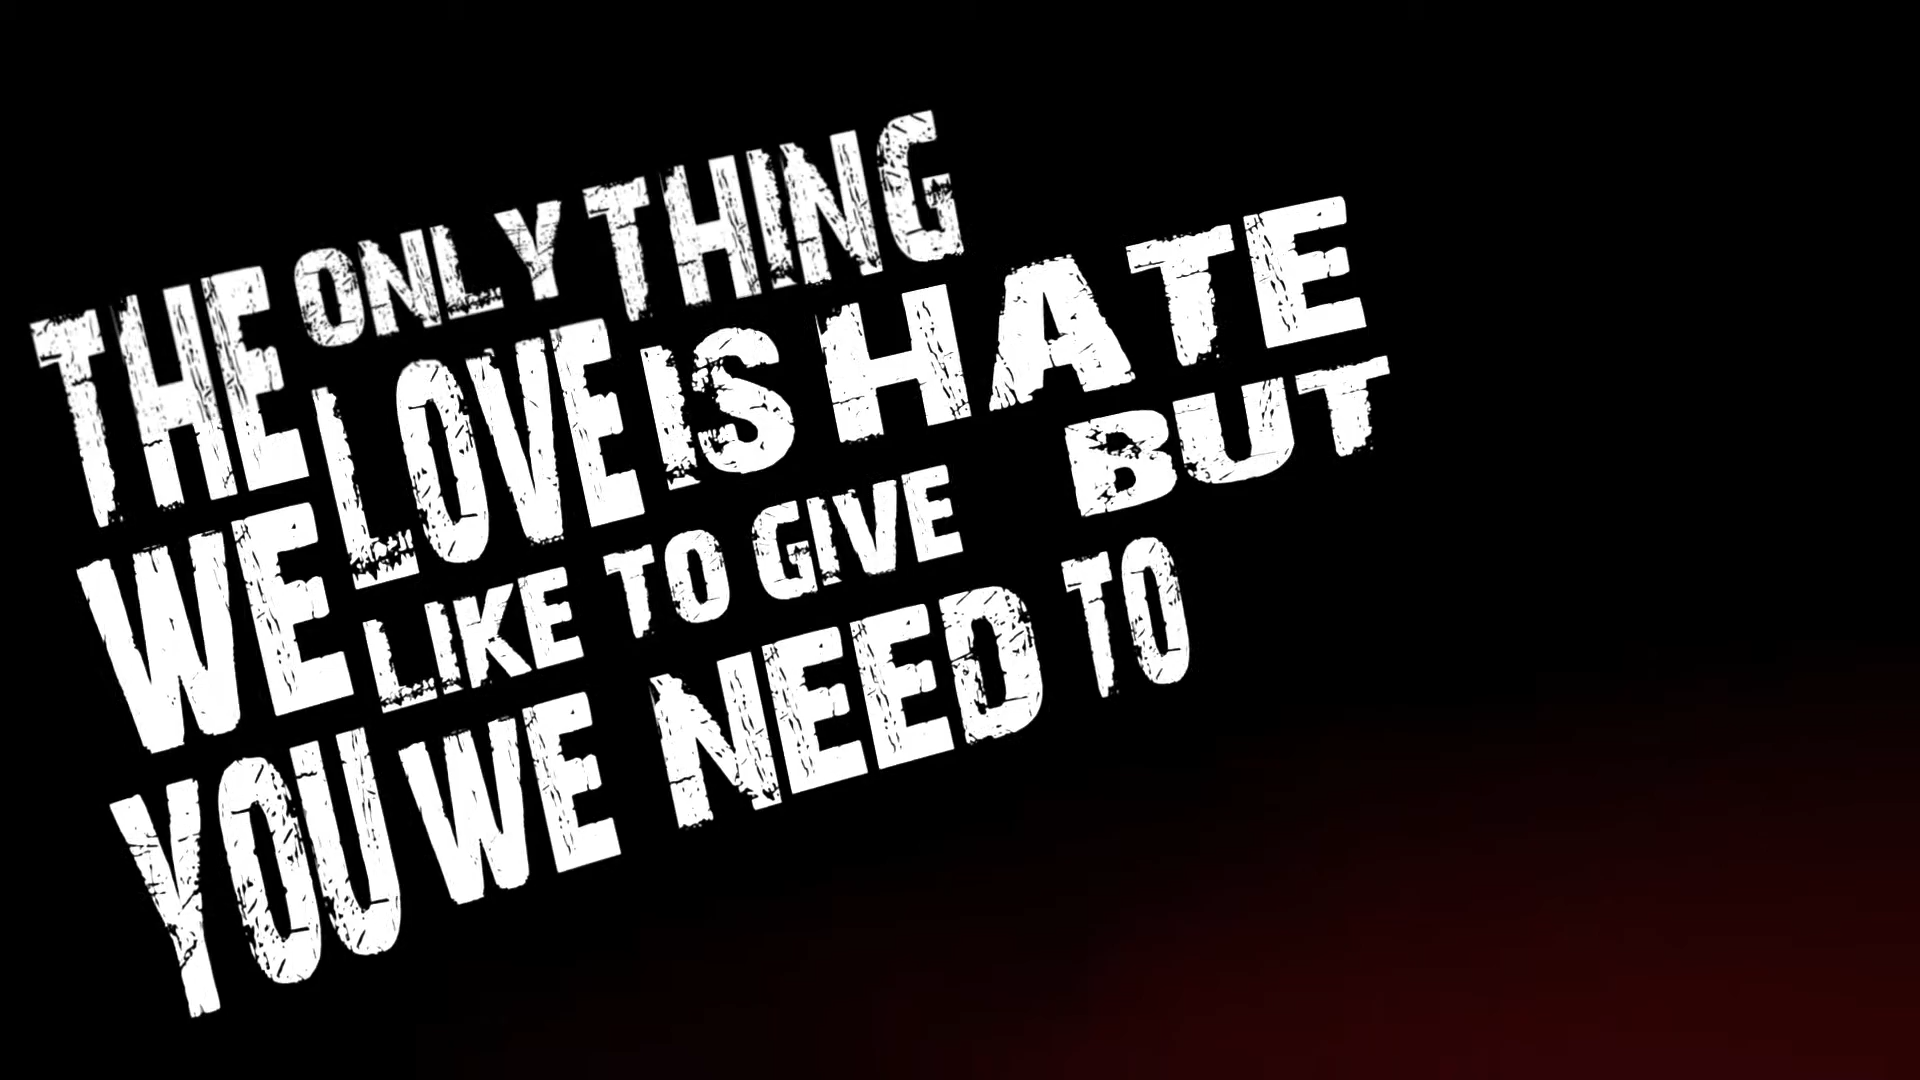 THE ONLY THING
WE LOVE IS HATE
LIKE TO GIVE BUT
YOU WE NEED TO